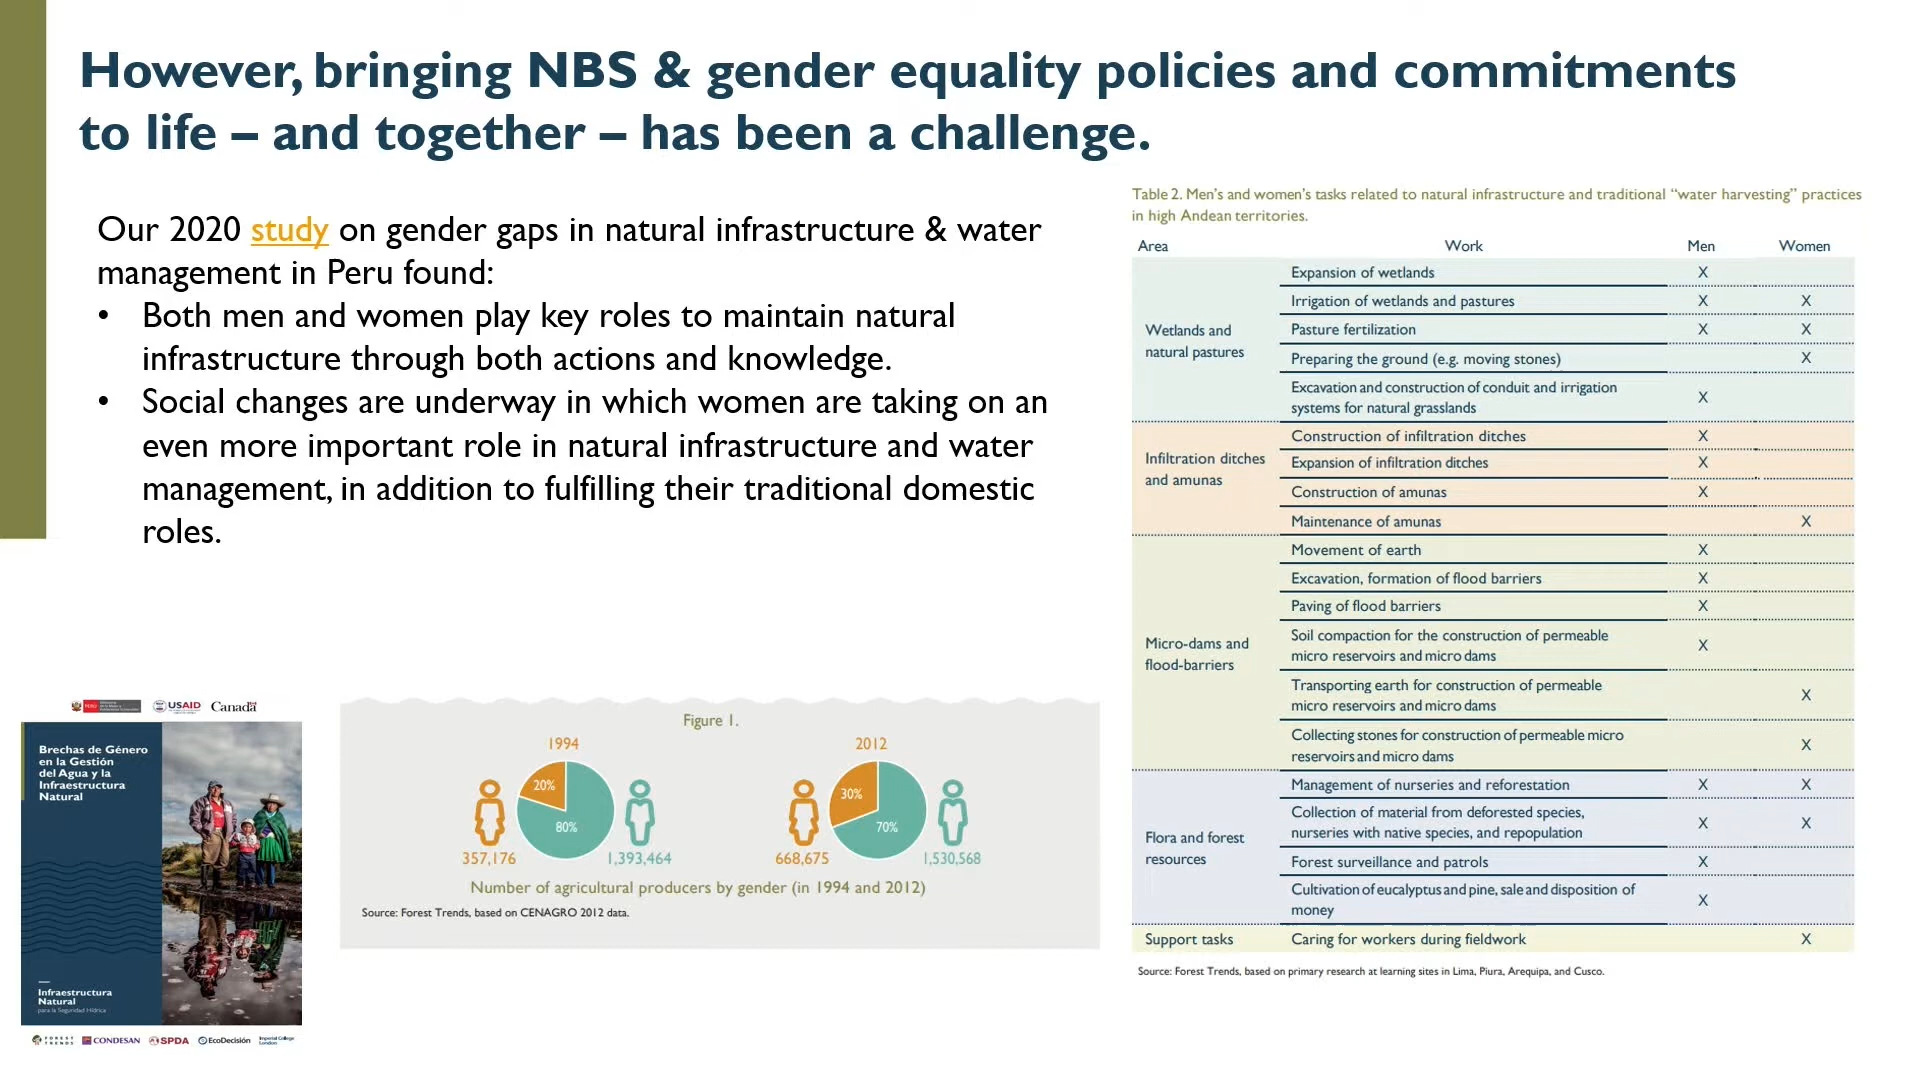 However, bringing NBS & gender equality policies and commitments
to life – and together – has been a challenge.
Our 2020 study on gender gaps in natural infrastructure & water
management in Peru found:
• Both men and women play key roles to maintain natural
infrastructure through both actions and knowledge.
• Social changes are underway in which women are taking on an
even more important role in natural infrastructure and water
management, in addition to fulfilling their traditional domestic
roles.
PERÚ
USAID
Canada
Brechas de Género
en la Gestión
del Agua y la
Infraestructura
Natural
Infraestructura
Natural
para la Seguridad Hídrica
FOREST
TRENDS
CONDESAN
SPDA
EcoDecisión
Imperial College
London
Figure 1.
1994
20%
80%
357,176
1,393,464
2012
30%
70%
668,675
1,530,568
Number of agricultural producers by gender (in 1994 and 2012)
Source: Forest Trends, based on CENAGRO 2012 data.
Table 2. Men's and women's tasks related to natural infrastructure and traditional “water harvesting” practices
in high Andean territories.
Area Work Men Women
Wetlands and
natural pastures
Expansion of wetlands X
Irrigation of wetlands and pastures X X
Pasture fertilization X X
Preparing the ground (e.g. moving stones) X
Excavation and construction of conduit and irrigation
systems for natural grasslands X
Infiltration ditches
and amunas
Construction of infiltration ditches X
Expansion of infiltration ditches X
Construction of amunas X
Maintenance of amunas X
Micro-dams and
flood-barriers
Movement of earth X
Excavation, formation of flood barriers X
Paving of flood barriers X
Soil compaction for the construction of permeable
micro reservoirs and micro dams X
Transporting earth for construction of permeable
micro reservoirs and micro dams X
Collecting stones for construction of permeable micro
reservoirs and micro dams X
Flora and forest
resources
Management of nurseries and reforestation X X
Collection of material from deforested species,
nurseries with native species, and repopulation X X
Forest surveillance and patrols X
Cultivation of eucalyptus and pine, sale and disposition of
money X
Support tasks Caring for workers during fieldwork X
Source: Forest Trends, based on primary research at learning sites in Lima, Piura, Arequipa, and Cusco.